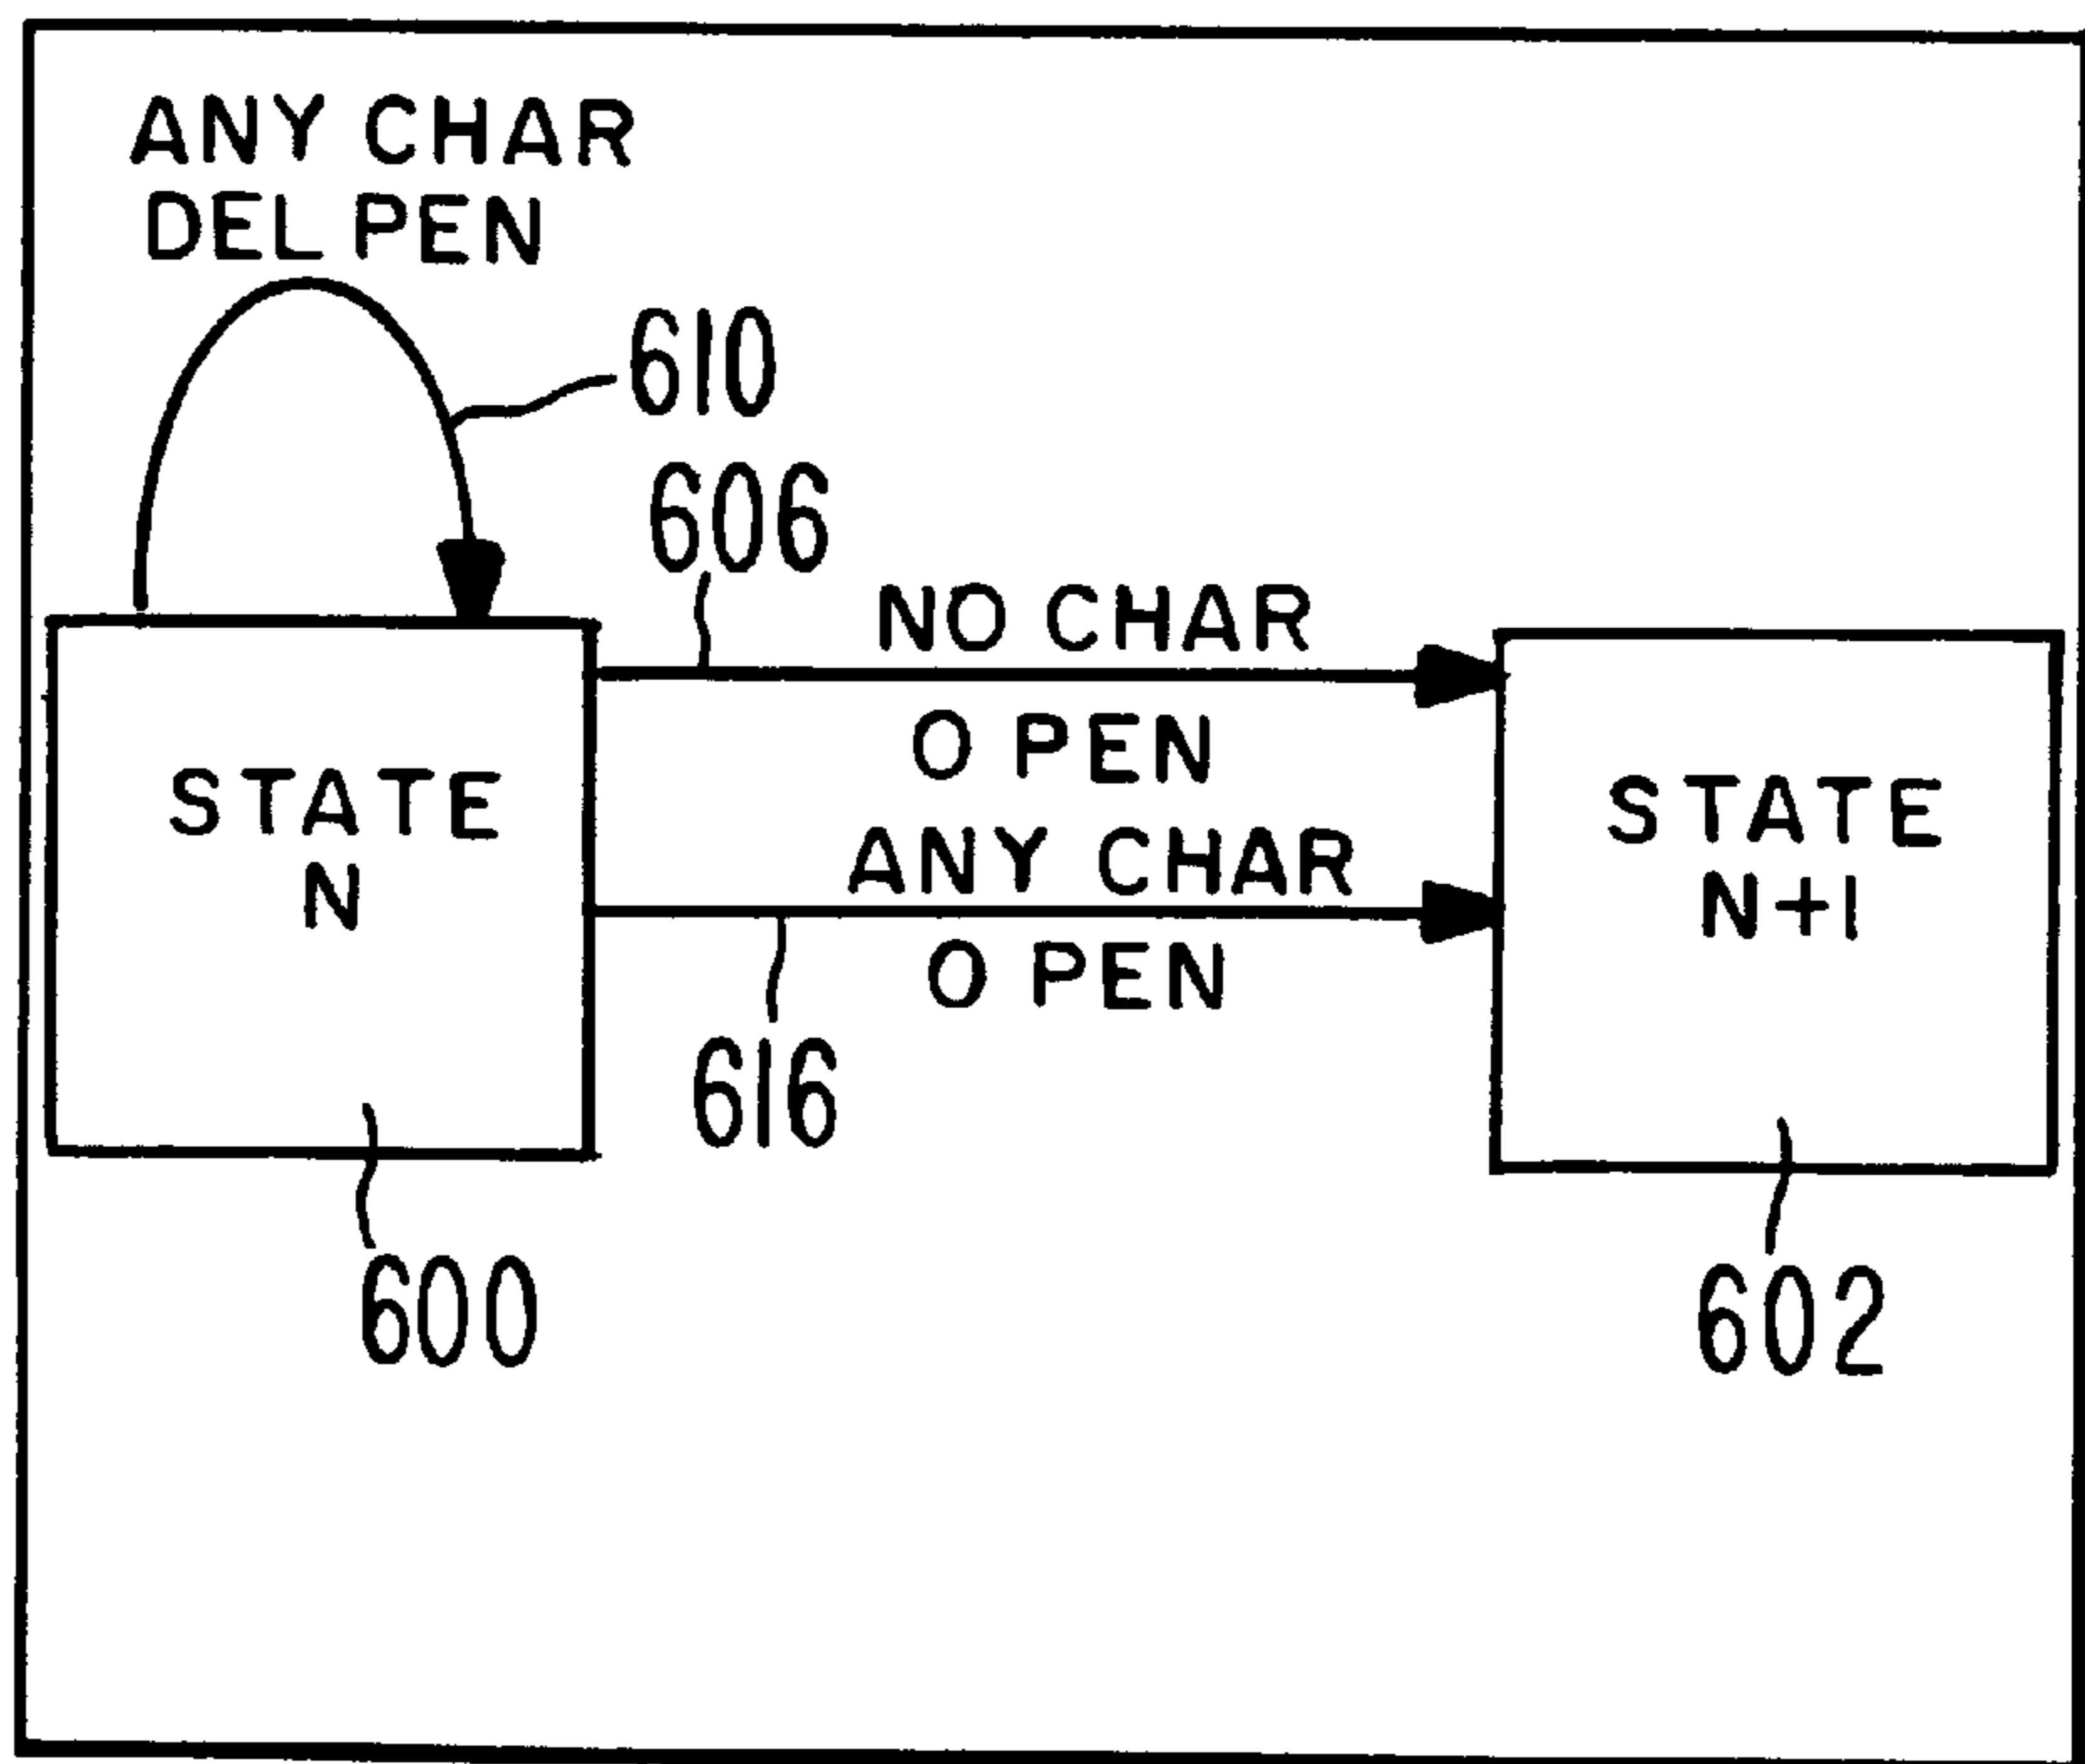 ANY CHAR
DEL PEN
610
606
NO CHAR
O PEN
STATE
N
ANY CHAR
O PEN
STATE
N+1
616
600
602